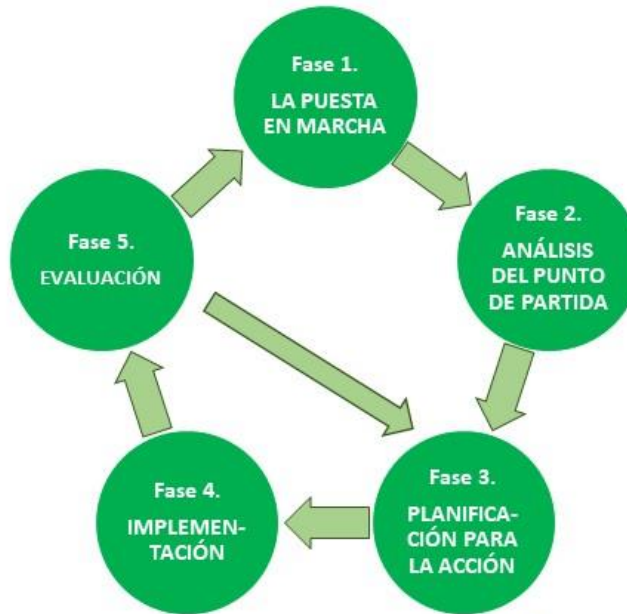 Fase 1.
LA PUESTA
EN MARCHA
Fase 2.
ANÁLISIS
DEL PUNTO
DE PARTIDA
Fase 3.
PLANIFICA-
CIÓN PARA
LA ACCIÓN
Fase 4.
IMPLEMEN-
TACIÓN
Fase 5.
EVALUACIÓN